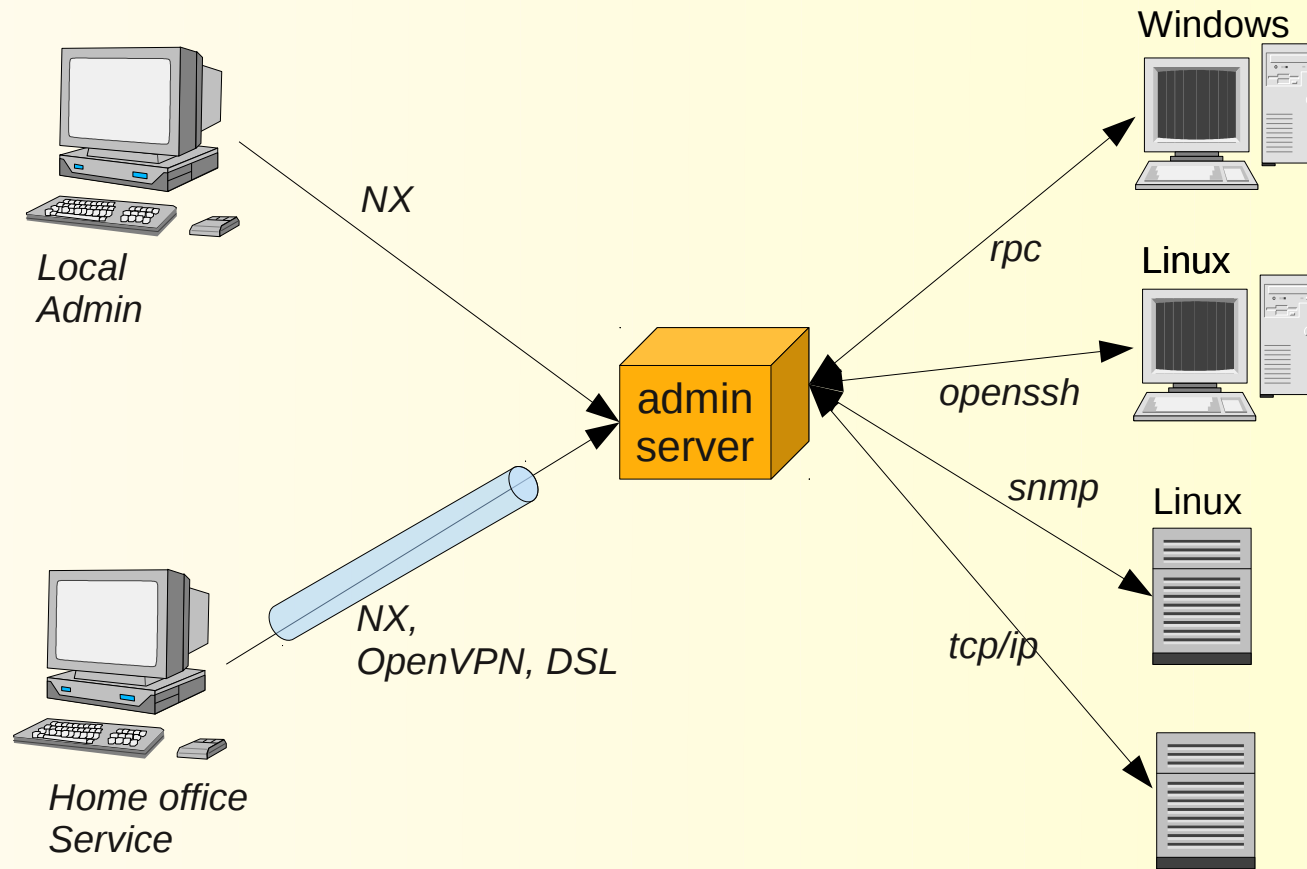 Windows
NX
rpc
Local
Admin
Linux
admin
server
openssh
snmp
Linux
NX,
OpenVPN, DSL
tcp/ip
Home office
Service